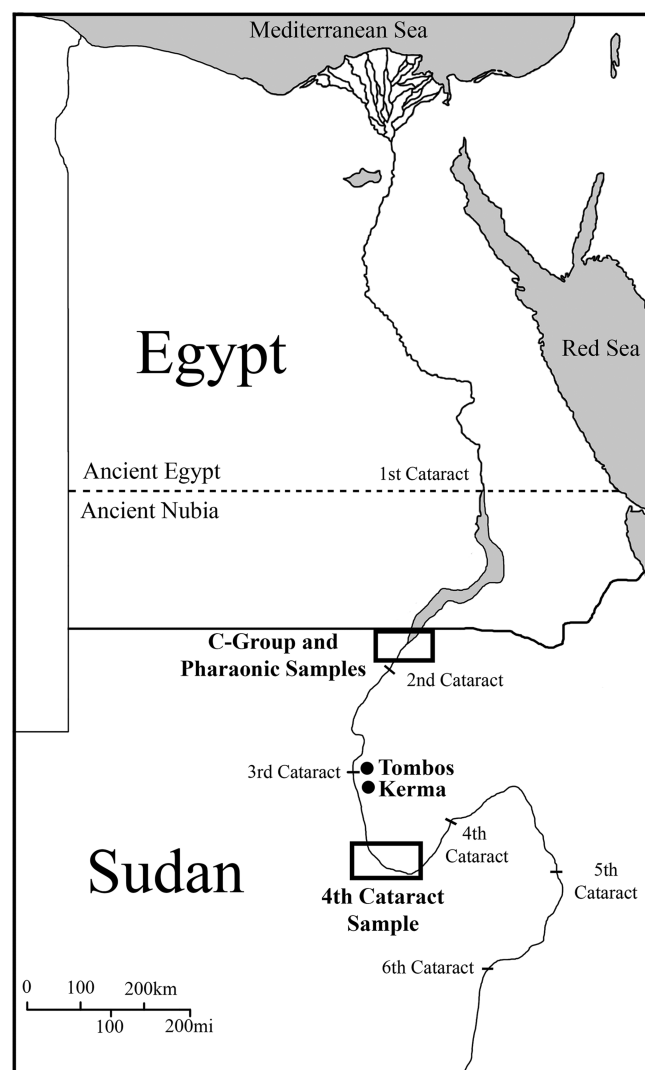 Mediterranean Sea
Egypt
Red Sea
Ancient Egypt
1st Cataract
Ancient Nubia
C-Group and
Pharaonic Samples
2nd Cataract
3rd Cataract
Tombos
Kerma
4th
Cataract
Sudan
5th
Cataract
4th Cataract
Sample
6th Cataract
0 100 200km
100 200mi